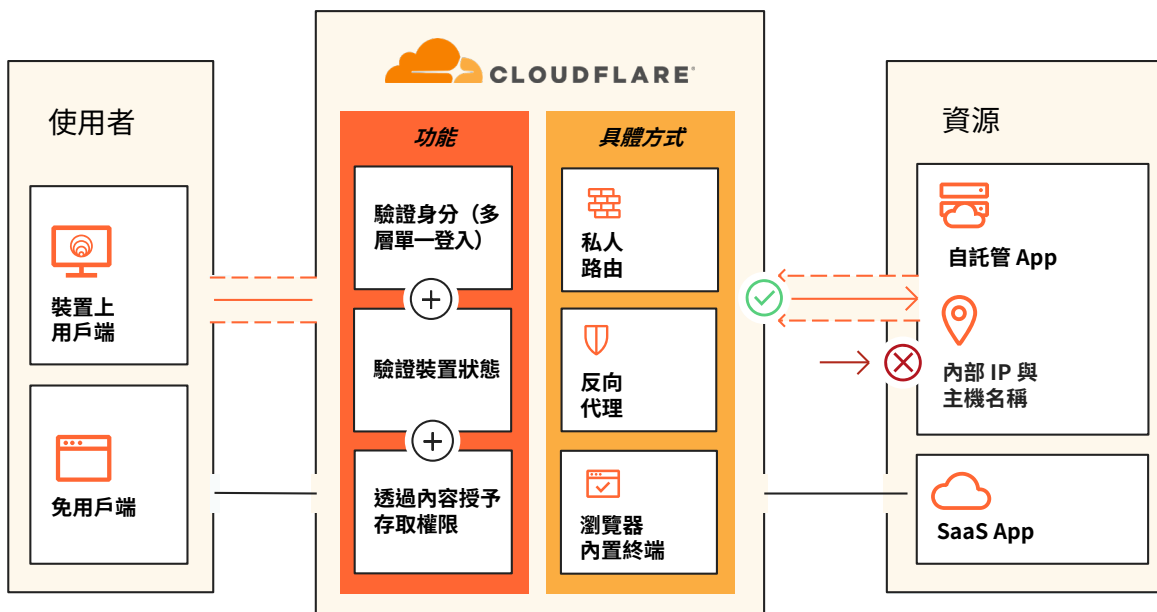 CLOUDFLARE
使用者
裝置上
用戶端
免用戶端
功能
驗證身分（多
層單一登入）
驗證裝置狀態
透過內容授予
存取權限
具體方式
私人
路由
反向
代理
瀏覽器
內置終端
資源
自託管 App
內部 IP 與
主機名稱
SaaS App